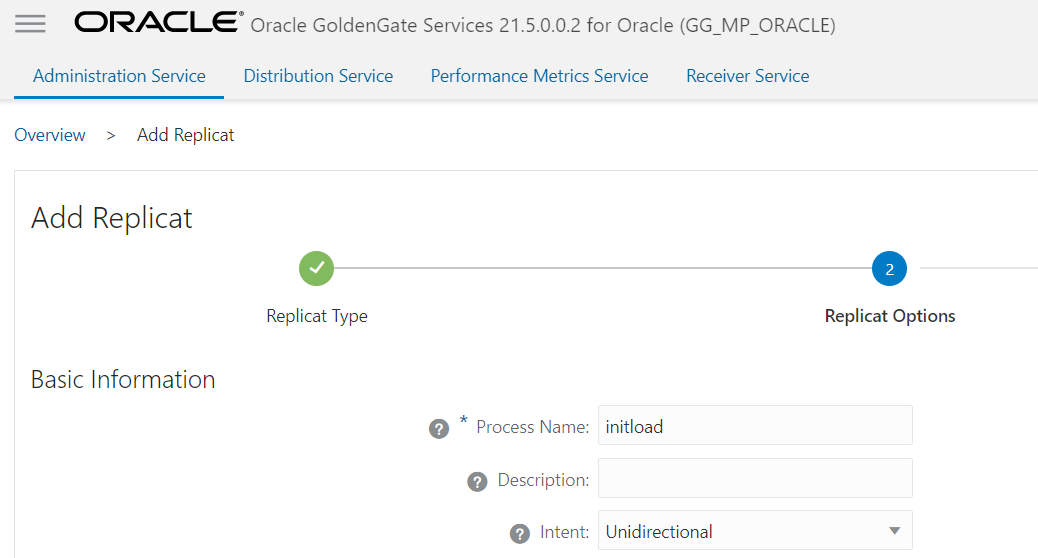 ORACLE® Oracle GoldenGate Services 21.5.0.0.2 for Oracle (GG_MP_ORACLE)
Administration Service Distribution Service Performance Metrics Service Receiver Service
Overview > Add Replicat
Add Replicat
2
Replicat Type Replicat Options
Basic Information
? * Process Name: initload
? Description:
? Intent: Unidirectional